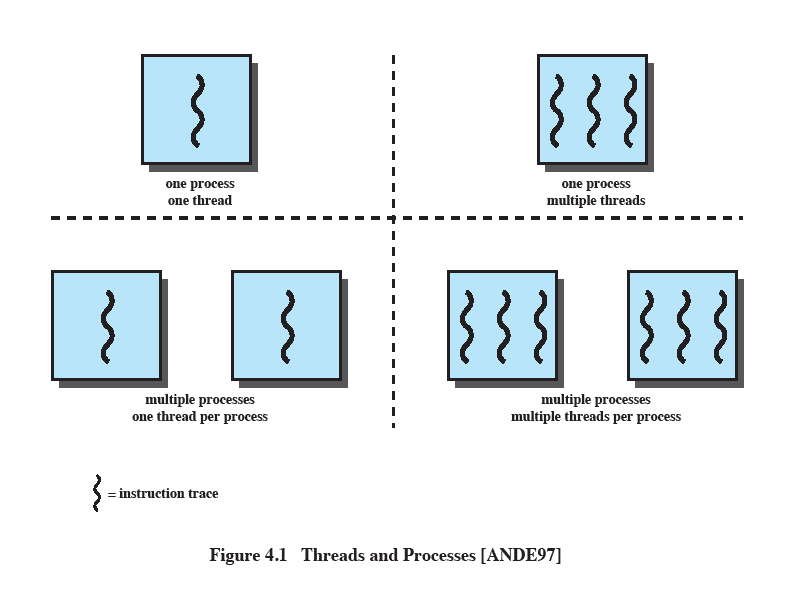 one process
one thread
one process
multiple threads
multiple processes
one thread per process
multiple processes
multiple threads per process
= instruction trace
Figure 4.1 Threads and Processes [ANDE97]